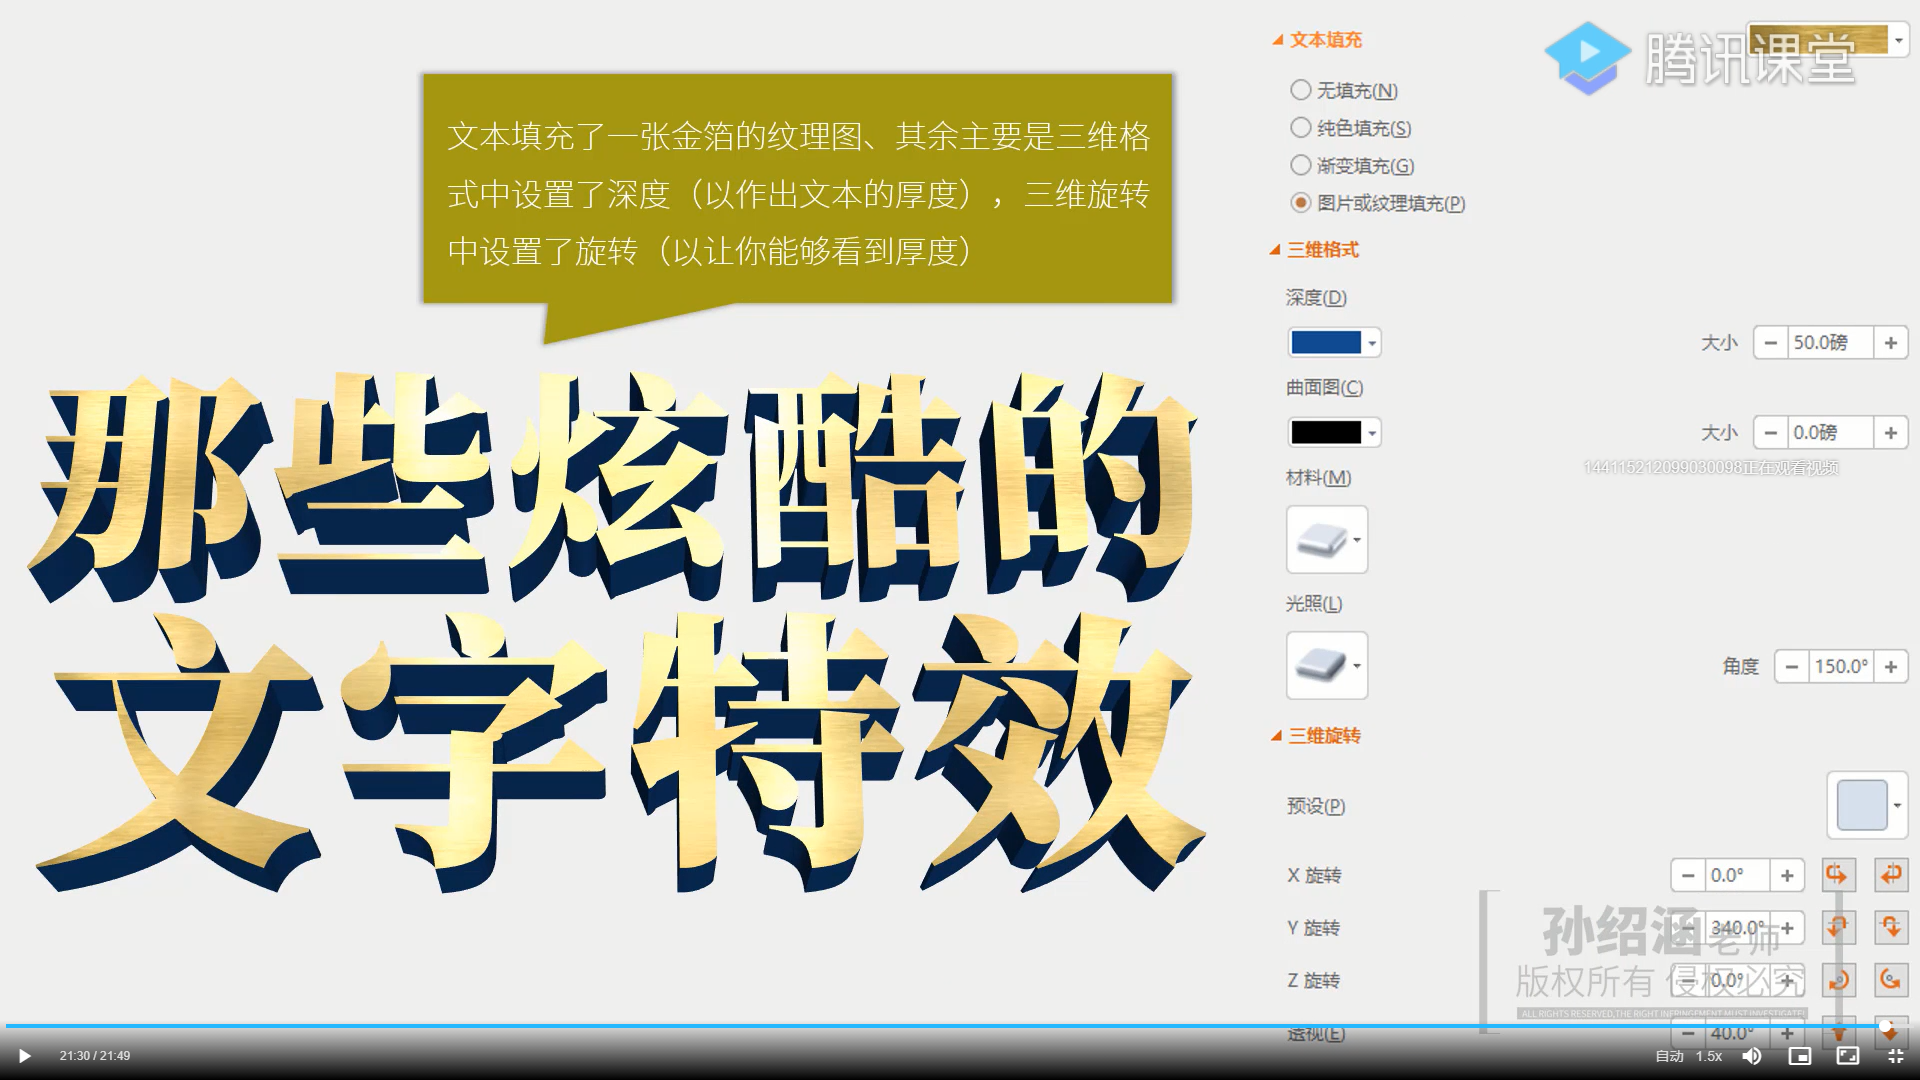 文本填充
腾讯课堂
无填充(N)
纯色填充(S)
渐变填充(G)
图片或纹理填充(P)
文本填充了一张金箔的纹理图、其余主要是三维格
式中设置了深度（以作出文本的厚度），三维旋转
中设置了旋转（以让你能够看到厚度）
三维格式
深度(D)
大小 50.0磅
曲面图(C)
大小 0.0磅
144115212099030098正在观看视频
材料(M)
光照(L)
角度 150.0°
那些炫酷的
文字特效
三维旋转
预设(P)
X 旋转 0.0°
Y 旋转 340.0°
孙绍涵老师
Z 旋转 0.0°
版权所有 侵权必究
ALL RIGHTS RESERVED,THE RIGHT INFRINGEMENT MUST INVESTIGATE!
透视(E) 40.0°
21:30 / 21:49
自动 1.5x